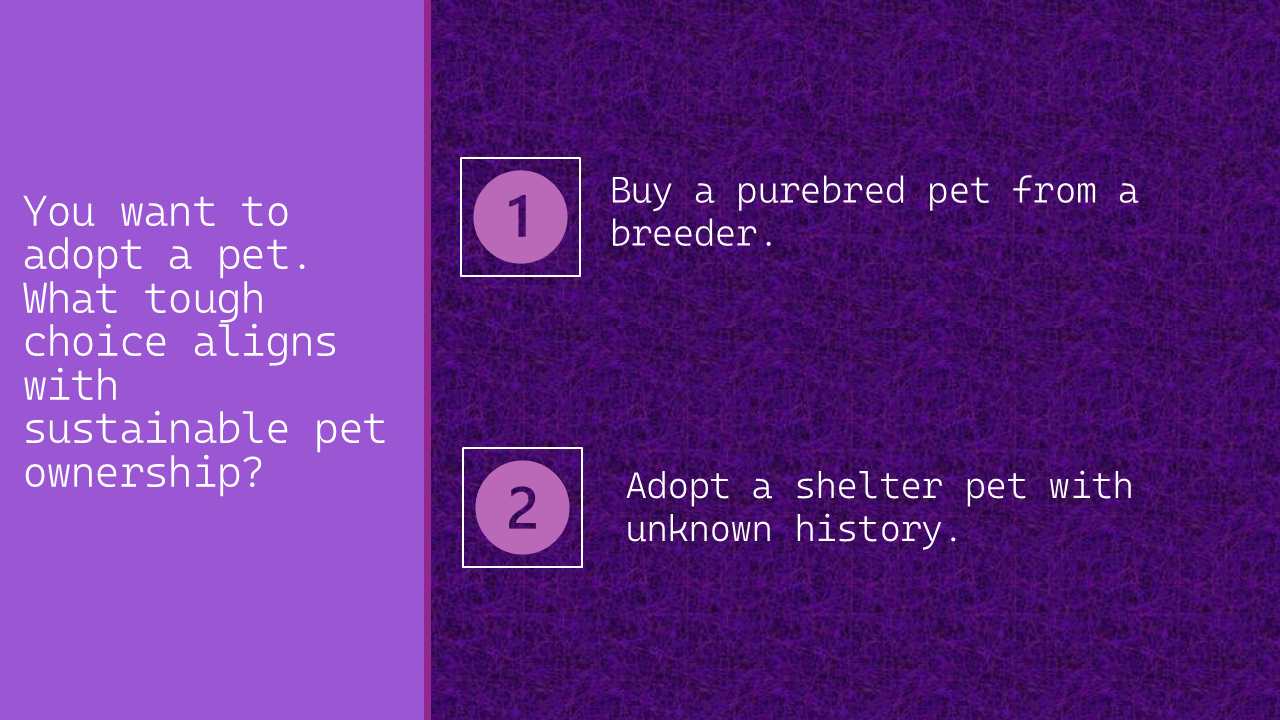 You want to
adopt a pet.
What tough
choice aligns
with
sustainable pet
ownership?
1
Buy a purebred pet from a
breeder.
2
Adopt a shelter pet with
unknown history.